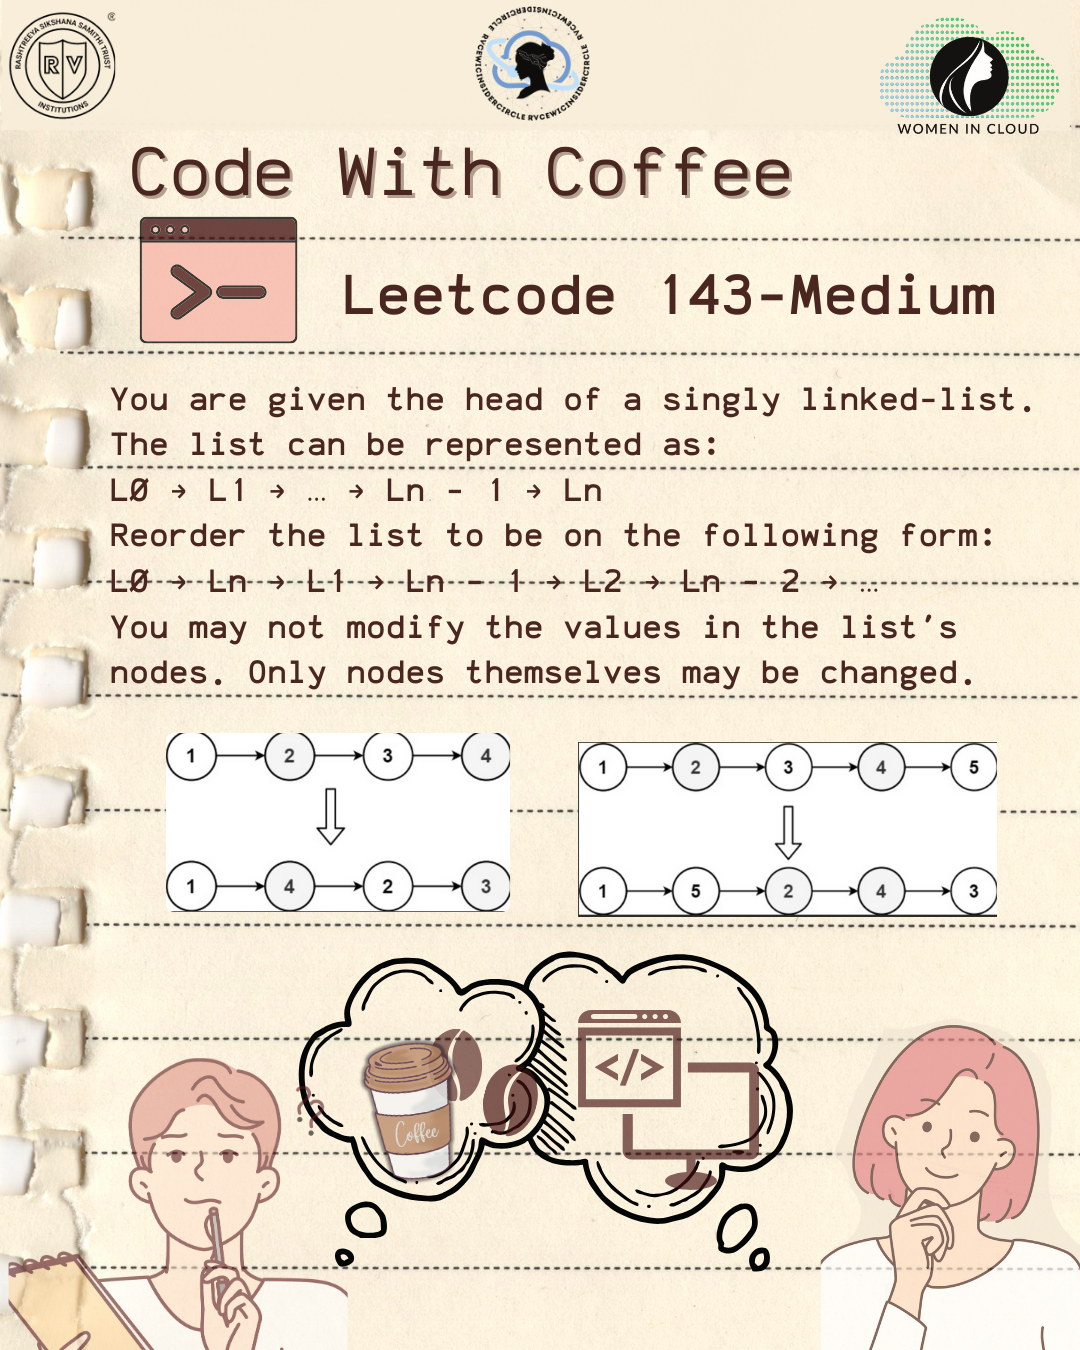 RASHTREEYA SIKSHANA SAMITHI TRUST
®
RV
INSTITUTIONS
RVCEWICINSIDERCIRCLE RVCEWICINSIDERCIRCLE
WOMEN IN CLOUD
Code With Coffee
Leetcode 143-Medium
You are given the head of a singly linked-list.
The list can be represented as:
L0 → L1 → … → Ln - 1 → Ln
Reorder the list to be on the following form:
L0 → Ln → L1 → Ln - 1 → L2 → Ln - 2 → …
You may not modify the values in the list's
nodes. Only nodes themselves may be changed.
1 2 3 4
1 4 2 3
1 2 3 4 5
1 5 2 4 3
</>
Coffee
??